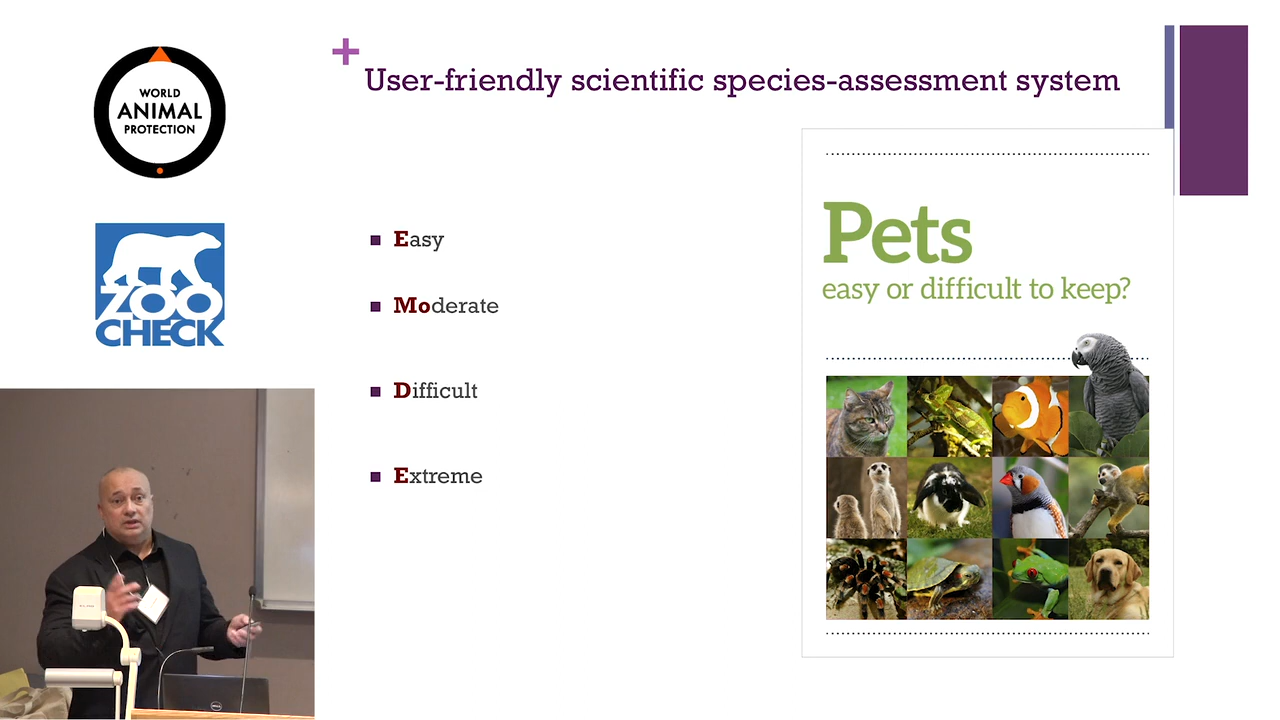 WORLD
ANIMAL
PROTECTION
ZOO
CHECK
+
User-friendly scientific species-assessment system
Easy
Moderate
Difficult
Extreme
Pets
easy or difficult to keep?
DELL